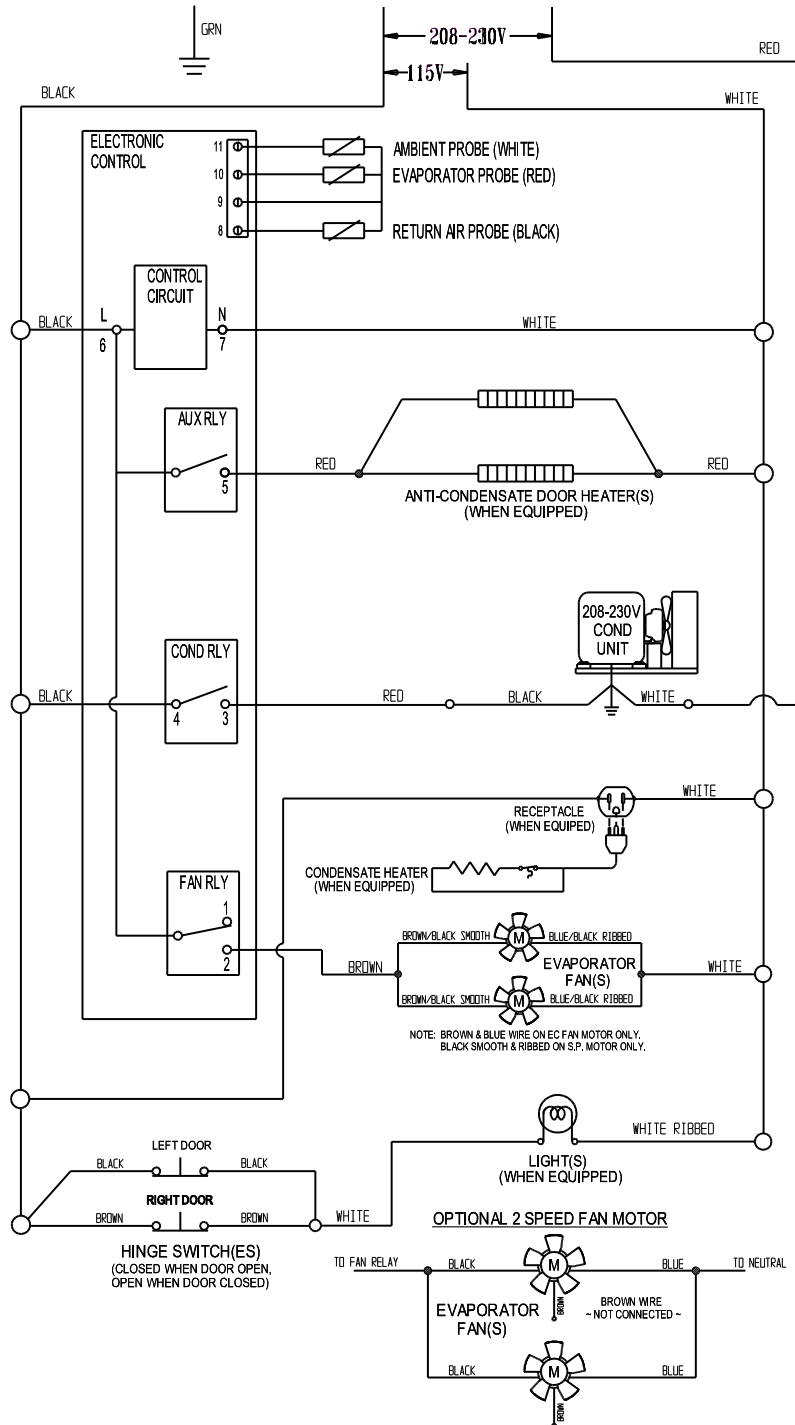 GRN
208-230V
RED
115V
BLACK
WHITE
ELECTRONIC
CONTROL
11
AMBIENT PROBE (WHITE)
10
EVAPORATOR PROBE (RED)
9
8
RETURN AIR PROBE (BLACK)
CONTROL
CIRCUIT
BLACK
L
6
N
7
WHITE
AUX RLY
5
RED
RED
ANTI-CONDENSATE DOOR HEATER(S)
(WHEN EQUIPPED)
208-230V
COND
UNIT
COND RLY
BLACK
4
3
RED
BLACK
WHITE
WHITE
RECEPTACLE
(WHEN EQUIPED)
CONDENSATE HEATER
(WHEN EQUIPPED)
FAN RLY
1
2
BROWN/BLACK SMOOTH
M
BLUE/BLACK RIBBED
BROWN
EVAPORATOR
FAN(S)
WHITE
BROWN/BLACK SMOOTH
M
BLUE/BLACK RIBBED
NOTE: BROWN & BLUE WIRE ON EC FAN MOTOR ONLY.
BLACK SMOOTH & RIBBED ON S.P. MOTOR ONLY.
LEFT DOOR
BLACK
BLACK
RIGHT DOOR
BROWN
BROWN
WHITE
WHITE RIBBED
LIGHT(S)
(WHEN EQUIPPED)
HINGE SWITCH(ES)
(CLOSED WHEN DOOR OPEN,
OPEN WHEN DOOR CLOSED)
OPTIONAL 2 SPEED FAN MOTOR
TO FAN RELAY
BLACK
M
BLUE
TO NEUTRAL
BROWN
BROWN WIRE
~ NOT CONNECTED ~
EVAPORATOR
FAN(S)
BLACK
M
BLUE
BROWN